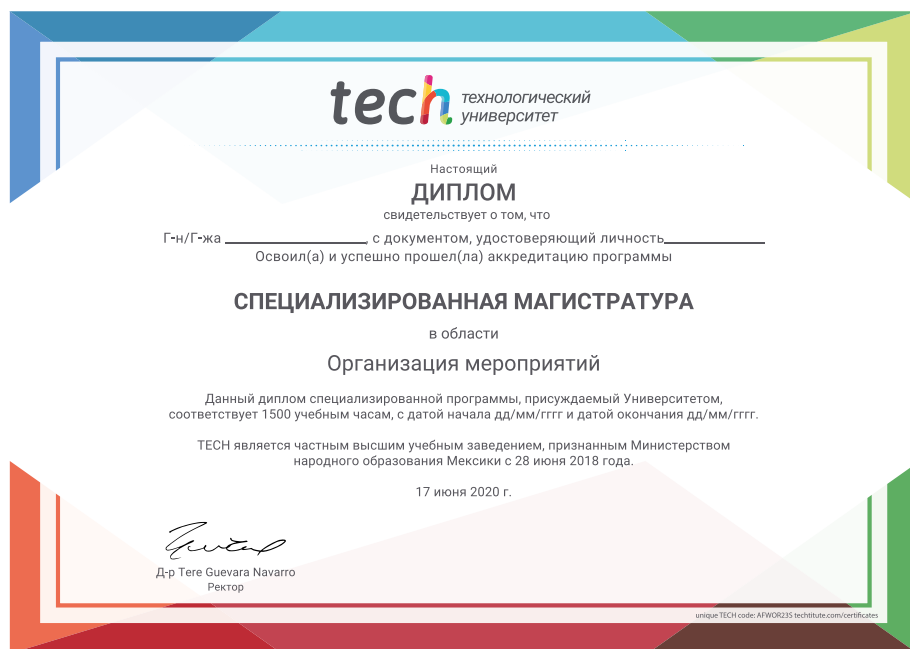 tech технологический
университет
Настоящий
ДИПЛОМ
свидетельствует о том, что
Г-н/Г-жа , с документом, удостоверяющий личность
Освоил(а) и успешно прошел(ла) аккредитацию программы
СПЕЦИАЛИЗИРОВАННАЯ МАГИСТРАТУРА
в области
Организация мероприятий
Данный диплом специализированной программы, присуждаемый Университетом,
соответствует 1500 учебным часам, с датой начала дд/мм/гггг и датой окончания дд/мм/гггг.
TECH является частным высшим учебным заведением, признанным Министерством
народного образования Мексики с 28 июня 2018 года.
17 июня 2020 г.
Д-р Tere Guevara Navarro
Ректор
unique TECH code: AFWOR23S techtitute.com/certificates